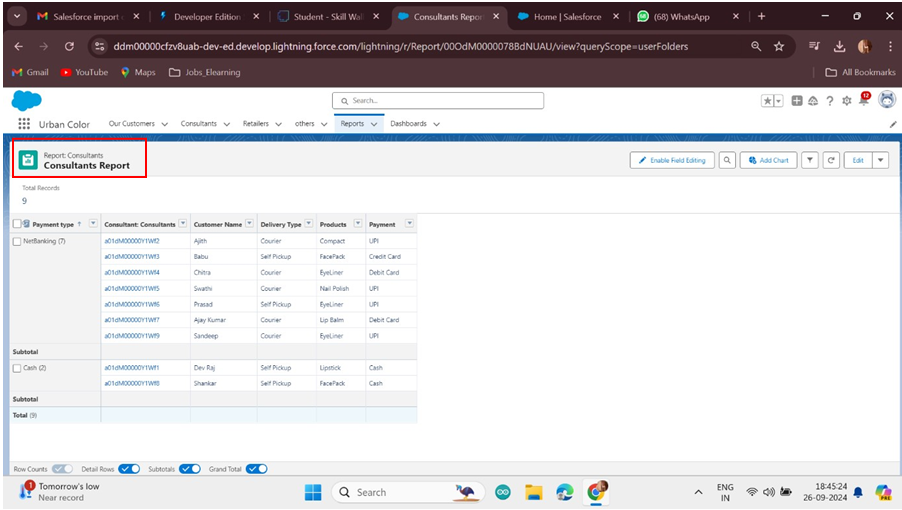 Salesforce import
Developer Edition
Student - Skill Wal
Consultants Repor
Home | Salesforce
(68) WhatsApp
ddm00000cfzv8uab-dev-ed.develop.lightning.force.com/lightning/r/Report/00OdM0000078BdNUAU/view?queryScope=userFolders
Gmail YouTube Maps Jobs_Elearning All Bookmarks
Search...
12
Urban Color Our Customers Consultants Retailers others Reports Dashboards
Report: Consultants
Consultants Report
Enable Field Editing Add Chart Edit
Total Records
9
Payment type ↑ Consultant: Consultants Customer Name Delivery Type Products Payment
NetBanking (7) a01dM00000Y1Wf2 Ajith Courier Compact UPI
a01dM00000Y1Wf3 Babu Self Pickup FacePack Credit Card
a01dM00000Y1Wf4 Chitra Courier EyeLiner Debit Card
a01dM00000Y1Wf5 Swathi Courier Nail Polish UPI
a01dM00000Y1Wf6 Prasad Self Pickup EyeLiner UPI
a01dM00000Y1Wf7 Ajay Kumar Courier Lip Balm Debit Card
a01dM00000Y1Wf9 Sandeep Courier EyeLiner UPI
Subtotal
Cash (2) a01dM00000Y1Wf1 Dev Raj Self Pickup Lipstick Cash
a01dM00000Y1Wf8 Shankar Self Pickup FacePack Cash
Subtotal
Total (9)
Row Counts Detail Rows Subtotals Grand Total
1
Tomorrow's low
Near record
Search
ENG
IN
18:45:24
26-09-2024
PRE